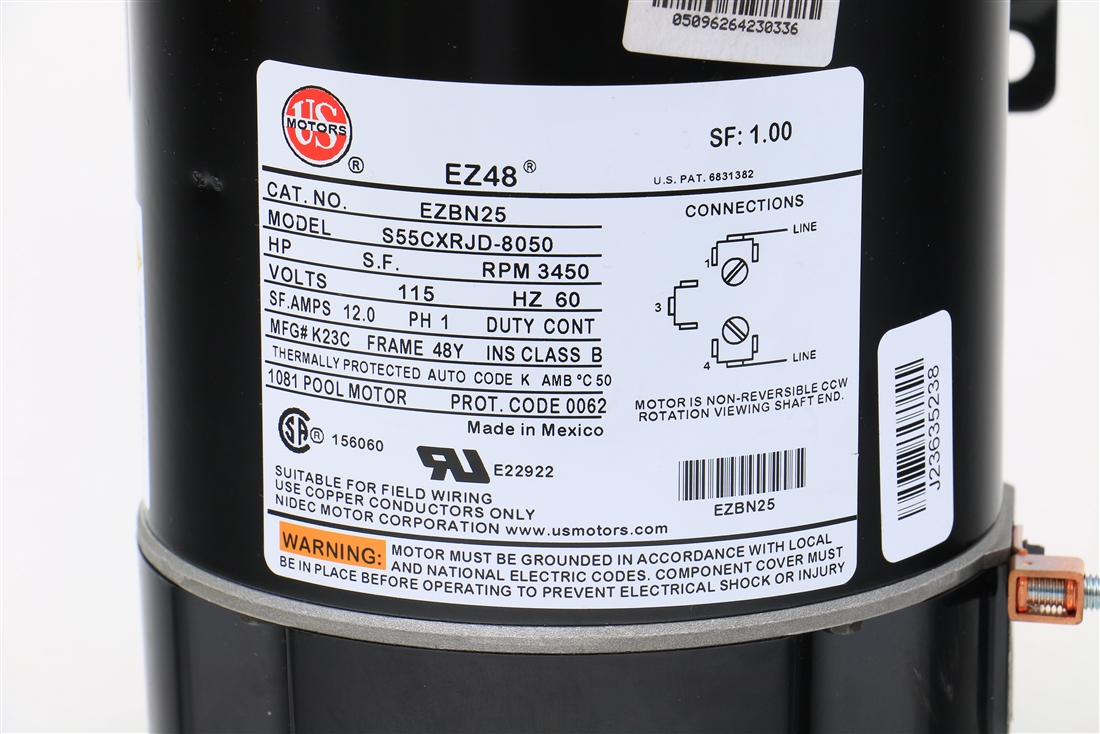 05096264230336
US
MOTORS
®
EZ48®
SF: 1.00
U.S. PAT. 6831382
CAT. NO. EZBN25
MODEL S55CXRJD-8050
HP S.F. RPM 3450
VOLTS 115 HZ 60
SF.AMPS 12.0 PH 1 DUTY CONT
MFG# K23C FRAME 48Y INS CLASS B
THERMALLY PROTECTED AUTO CODE K AMB °C 50
1081 POOL MOTOR PROT. CODE 0062
Made in Mexico
SA® 156060
RU E22922
SUITABLE FOR FIELD WIRING
USE COPPER CONDUCTORS ONLY
NIDEC MOTOR CORPORATION www.usmotors.com
CONNECTIONS
LINE
1
3
4
LINE
MOTOR IS NON-REVERSIBLE CCW
ROTATION VIEWING SHAFT END.
EZBN25
WARNING: MOTOR MUST BE GROUNDED IN ACCORDANCE WITH LOCAL
AND NATIONAL ELECTRIC CODES. COMPONENT COVER MUST
BE IN PLACE BEFORE OPERATING TO PREVENT ELECTRICAL SHOCK OR INJURY
J23635238